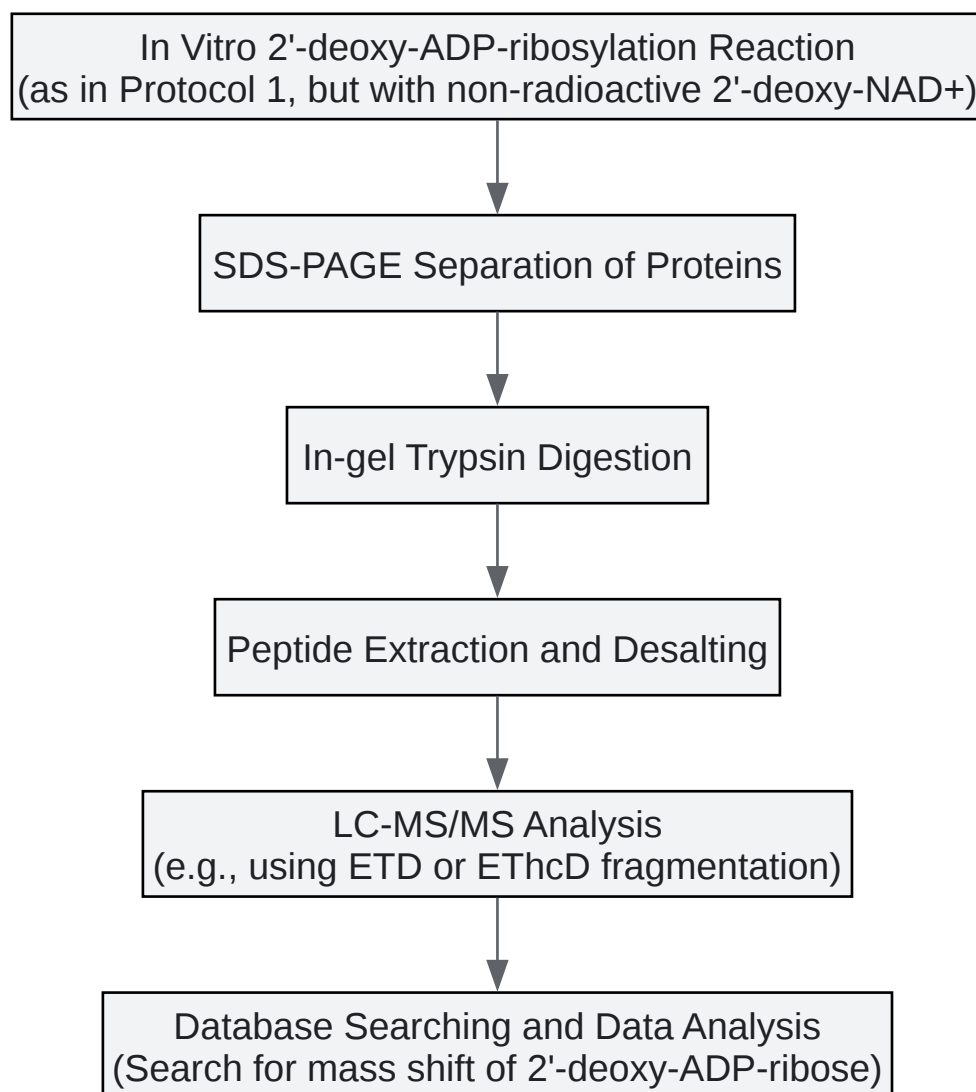 In Vitro 2'-deoxy-ADP-ribosylation Reaction
(as in Protocol 1, but with non-radioactive 2'-deoxy-NAD+)
SDS-PAGE Separation of Proteins
In-gel Trypsin Digestion
Peptide Extraction and Desalting
LC-MS/MS Analysis
(e.g., using ETD or EThcD fragmentation)
Database Searching and Data Analysis
(Search for mass shift of 2'-deoxy-ADP-ribose)